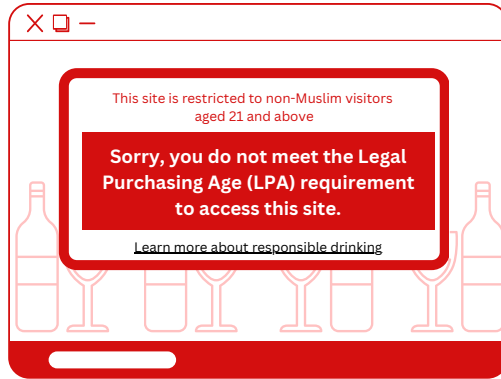 This site is restricted to non-Muslim visitors
aged 21 and above
Sorry, you do not meet the Legal
Purchasing Age (LPA) requirement
to access this site.
Learn more about responsible drinking